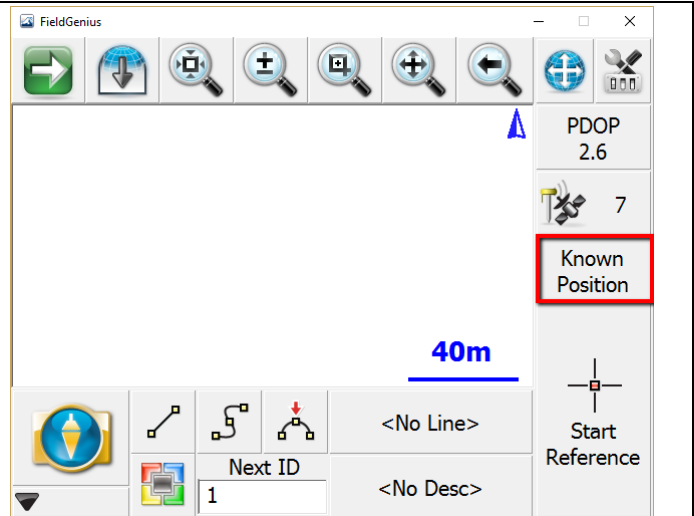 FieldGenius
PDOP
2.6
7
Known
Position
40m
<No Line>
Start
Reference
Next ID
1
<No Desc>